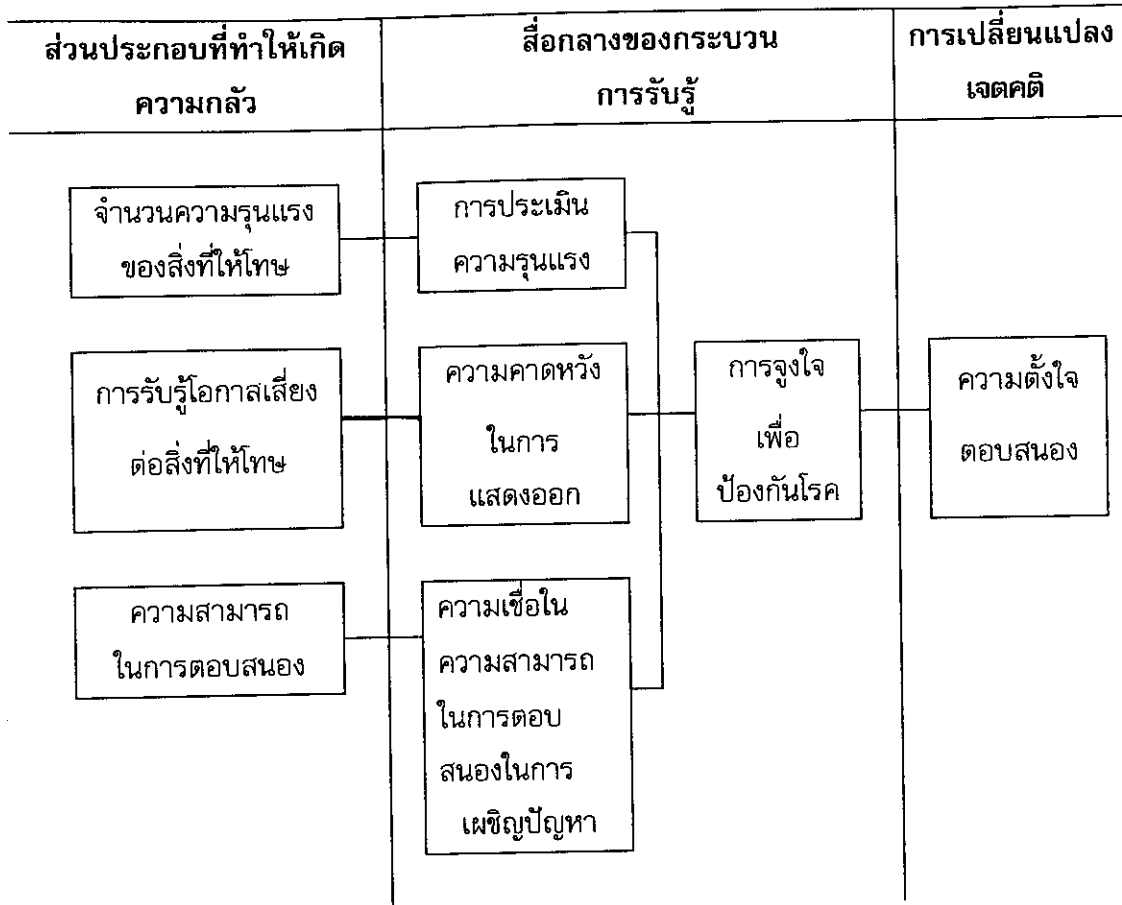 ส่วนประกอบที่ทำให้เกิด
ความกลัว
สื่อกลางของกระบวน
การรับรู้
การเปลี่ยนแปลง
เจตคติ
จำนวนความรุนแรง
ของสิ่งที่ให้โทษ
การประเมิน
ความรุนแรง
การรับรู้โอกาสเสี่ยง
ต่อสิ่งที่ให้โทษ
ความคาดหวัง
ในการ
แสดงออก
การจูงใจ
เพื่อ
ป้องกันโรค
ความตั้งใจ
ตอบสนอง
ความสามารถ
ในการตอบสนอง
ความเชื่อใน
ความสามารถ
ในการตอบ
สนองในการ
เผชิญปัญหา